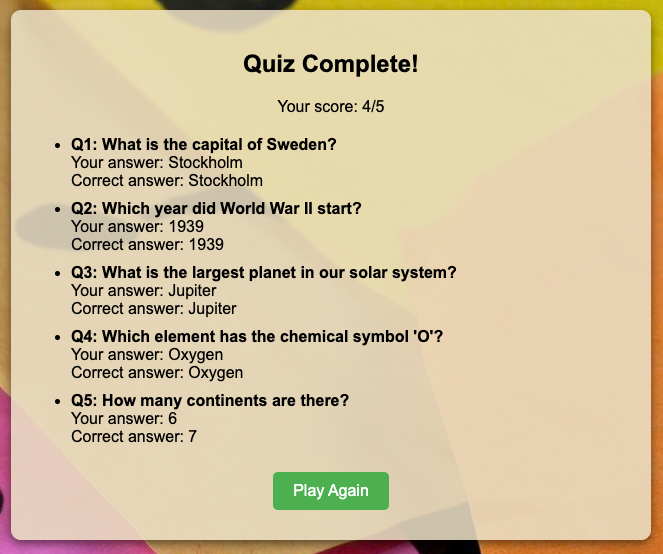 Quiz Complete!
Your score: 4/5
Q1: What is the capital of Sweden?
Your answer: Stockholm
Correct answer: Stockholm
Q2: Which year did World War II start?
Your answer: 1939
Correct answer: 1939
Q3: What is the largest planet in our solar system?
Your answer: Jupiter
Correct answer: Jupiter
Q4: Which element has the chemical symbol 'O'?
Your answer: Oxygen
Correct answer: Oxygen
Q5: How many continents are there?
Your answer: 6
Correct answer: 7
Play Again